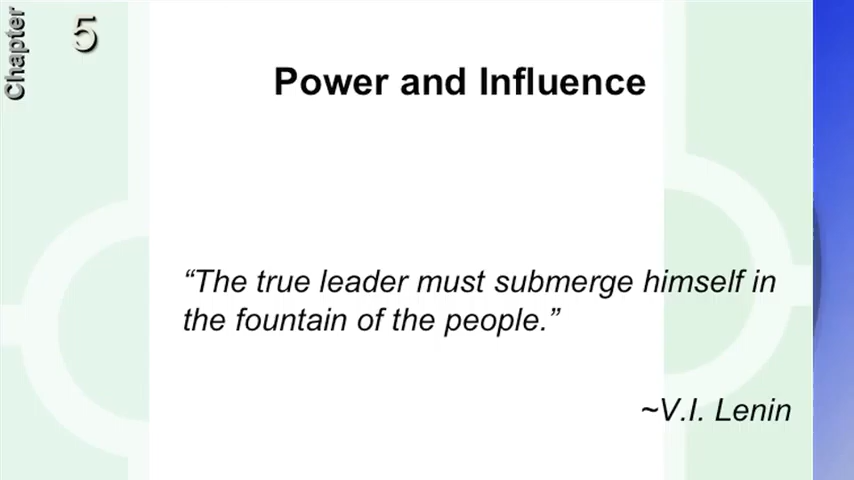 Chapter
5
Power and Influence
“The true leader must submerge himself in
the fountain of the people.”
~V.I. Lenin